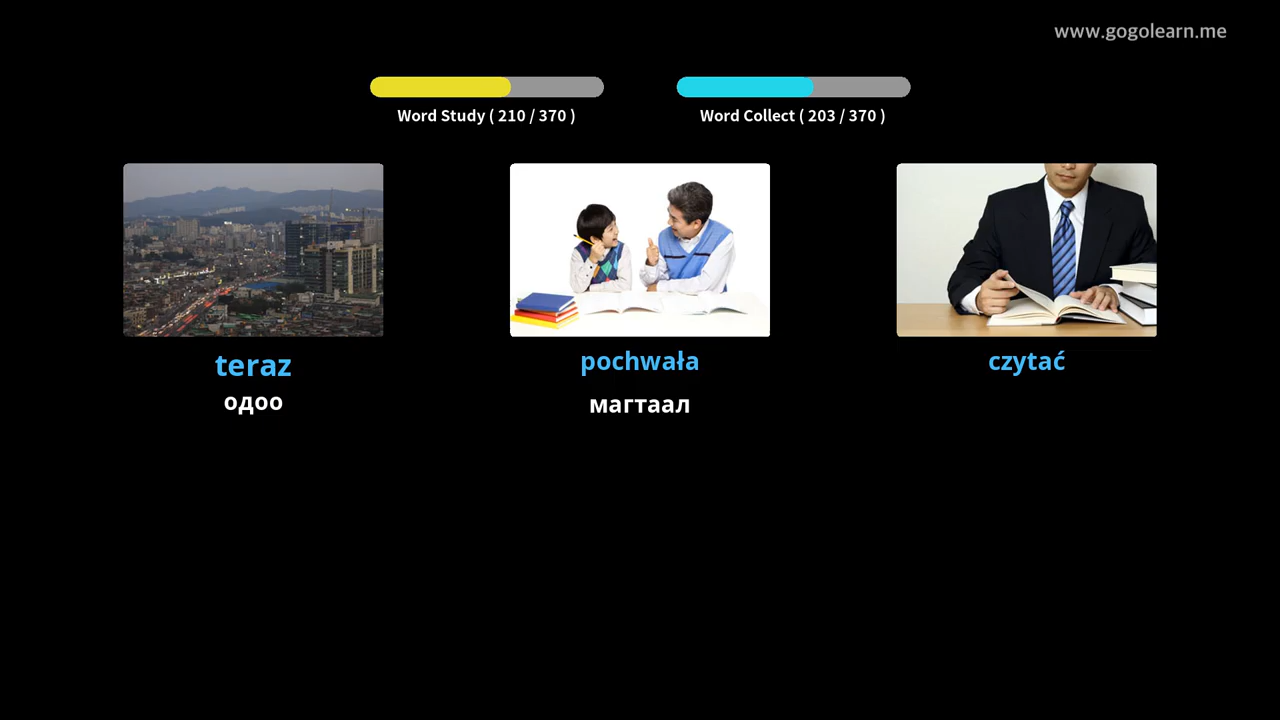 www.gogolearn.me
Word Study ( 210 / 370 )
Word Collect ( 203 / 370 )
teraz
одоо
pochwała
магтаал
czytać